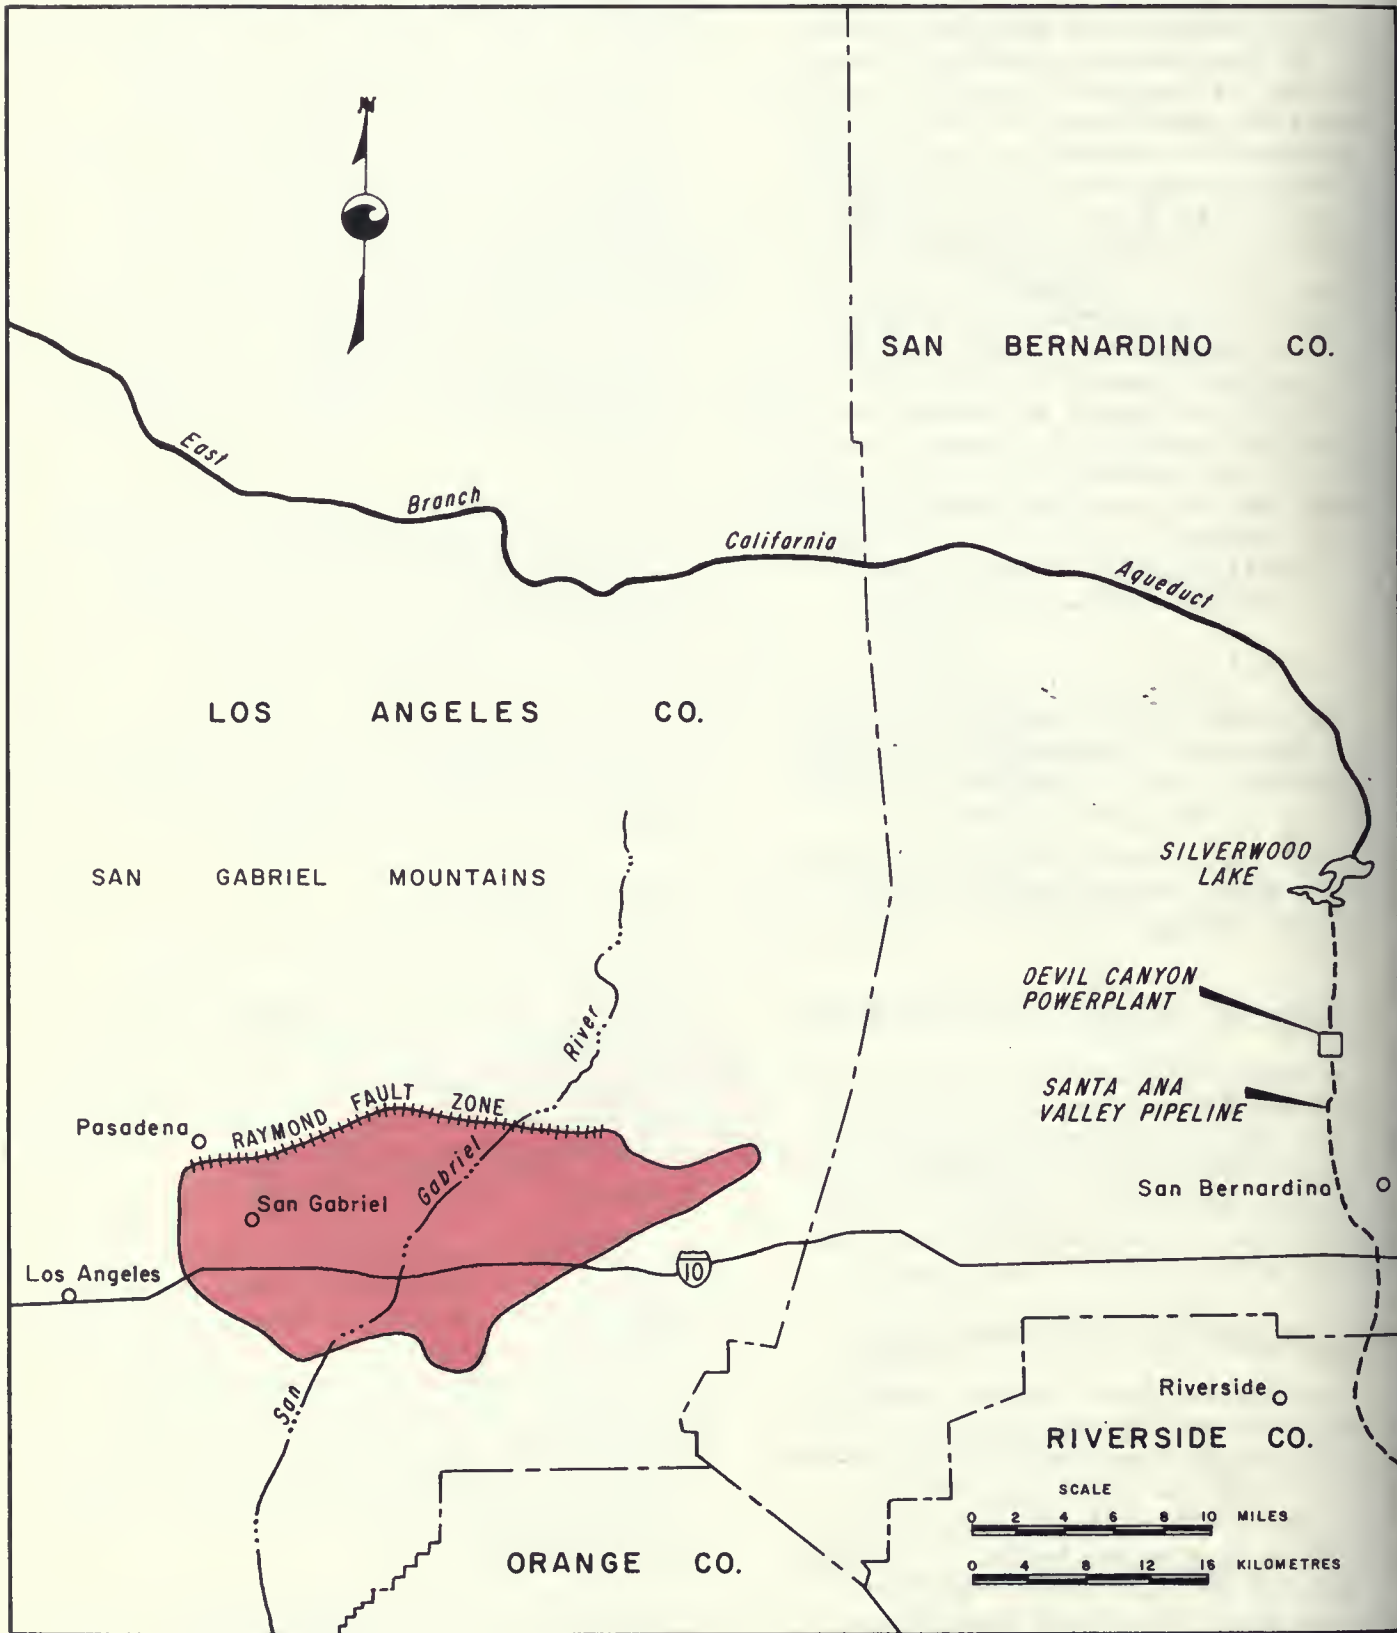 N
SAN BERNARDINO CO.
East Branch California Aqueduct
LOS ANGELES CO.
SAN GABRIEL MOUNTAINS
SILVERWOOD
LAKE
DEVIL CANYON
POWERPLANT
SANTA ANA
VALLEY PIPELINE
San Gabriel River
RAYMOND FAULT ZONE
Pasadena
San Gabriel
San Bernardino
Los Angeles
10
Riverside
RIVERSIDE CO.
ORANGE CO.
SCALE
0 2 4 6 8 10 MILES
0 4 8 12 16 KILOMETRES